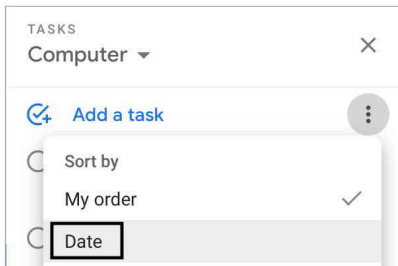 TASKS
Computer
Add a task
Sort by
My order
Date